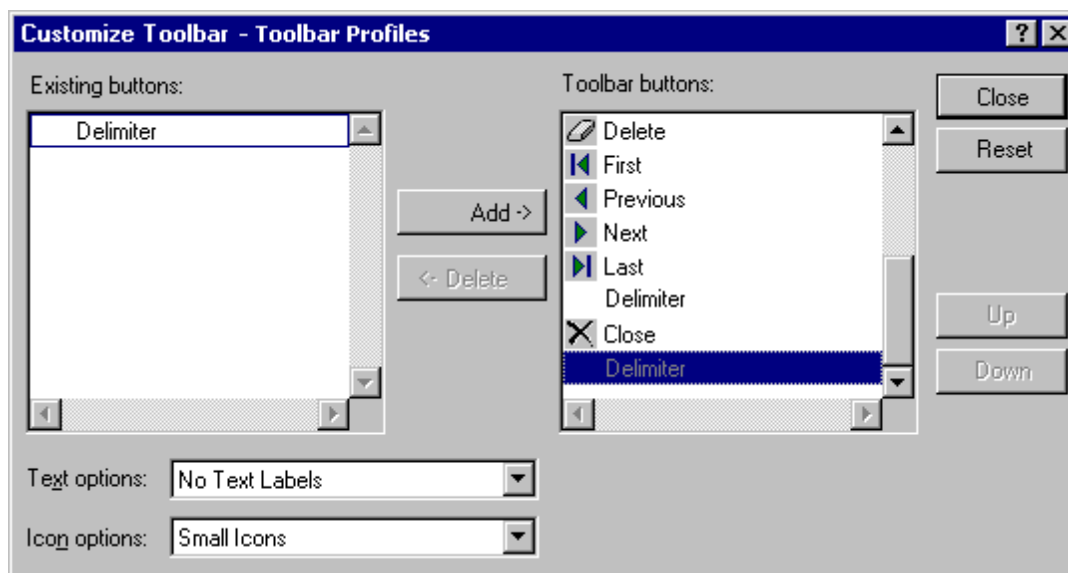 Customize Toolbar - Toolbar Profiles
Existing buttons:
Delimiter
Add ->
<- Delete
Toolbar buttons:
Delete
First
Previous
Next
Last
Delimiter
Close
Delimiter
Close
Reset
Up
Down
Text options:
No Text Labels
Icon options:
Small Icons